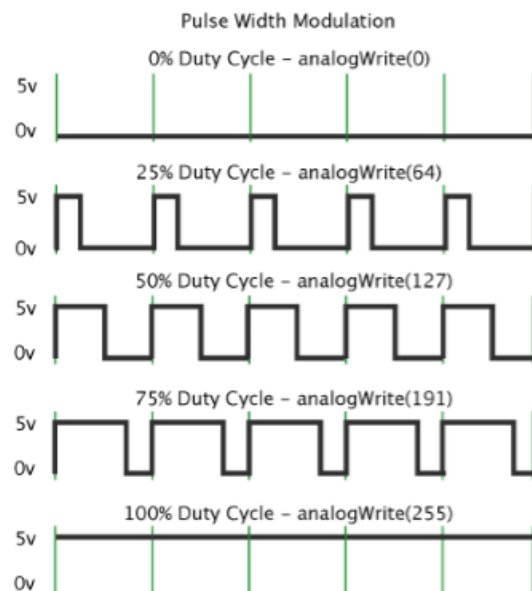 Pulse Width Modulation
0% Duty Cycle – analogWrite(0)
5v
0v
25% Duty Cycle – analogWrite(64)
5v
0v
50% Duty Cycle – analogWrite(127)
5v
0v
75% Duty Cycle – analogWrite(191)
5v
0v
100% Duty Cycle – analogWrite(255)
5v
0v